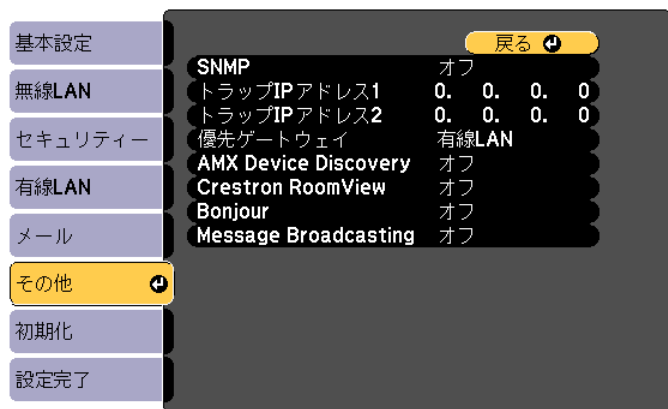 基本設定
無線LAN
セキュリティー
有線LAN
メール
その他
初期化
設定完了
戻る
SNMP オフ
トラップIPアドレス1 0. 0. 0. 0
トラップIPアドレス2 0. 0. 0. 0
優先ゲートウェイ 有線LAN
AMX Device Discovery オフ
Crestron RoomView オフ
Bonjour オフ
Message Broadcasting オフ